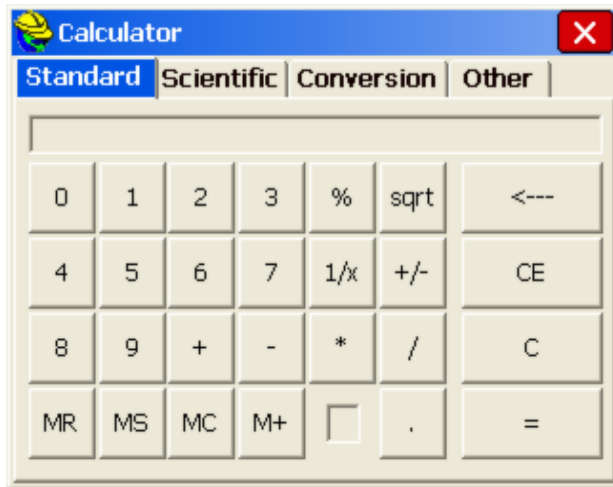 Calculator
Standard Scientific Conversion Other
0 1 2 3 % sqrt <---
4 5 6 7 1/x +/- CE
8 9 + - * / C
MR MS MC M+ . =